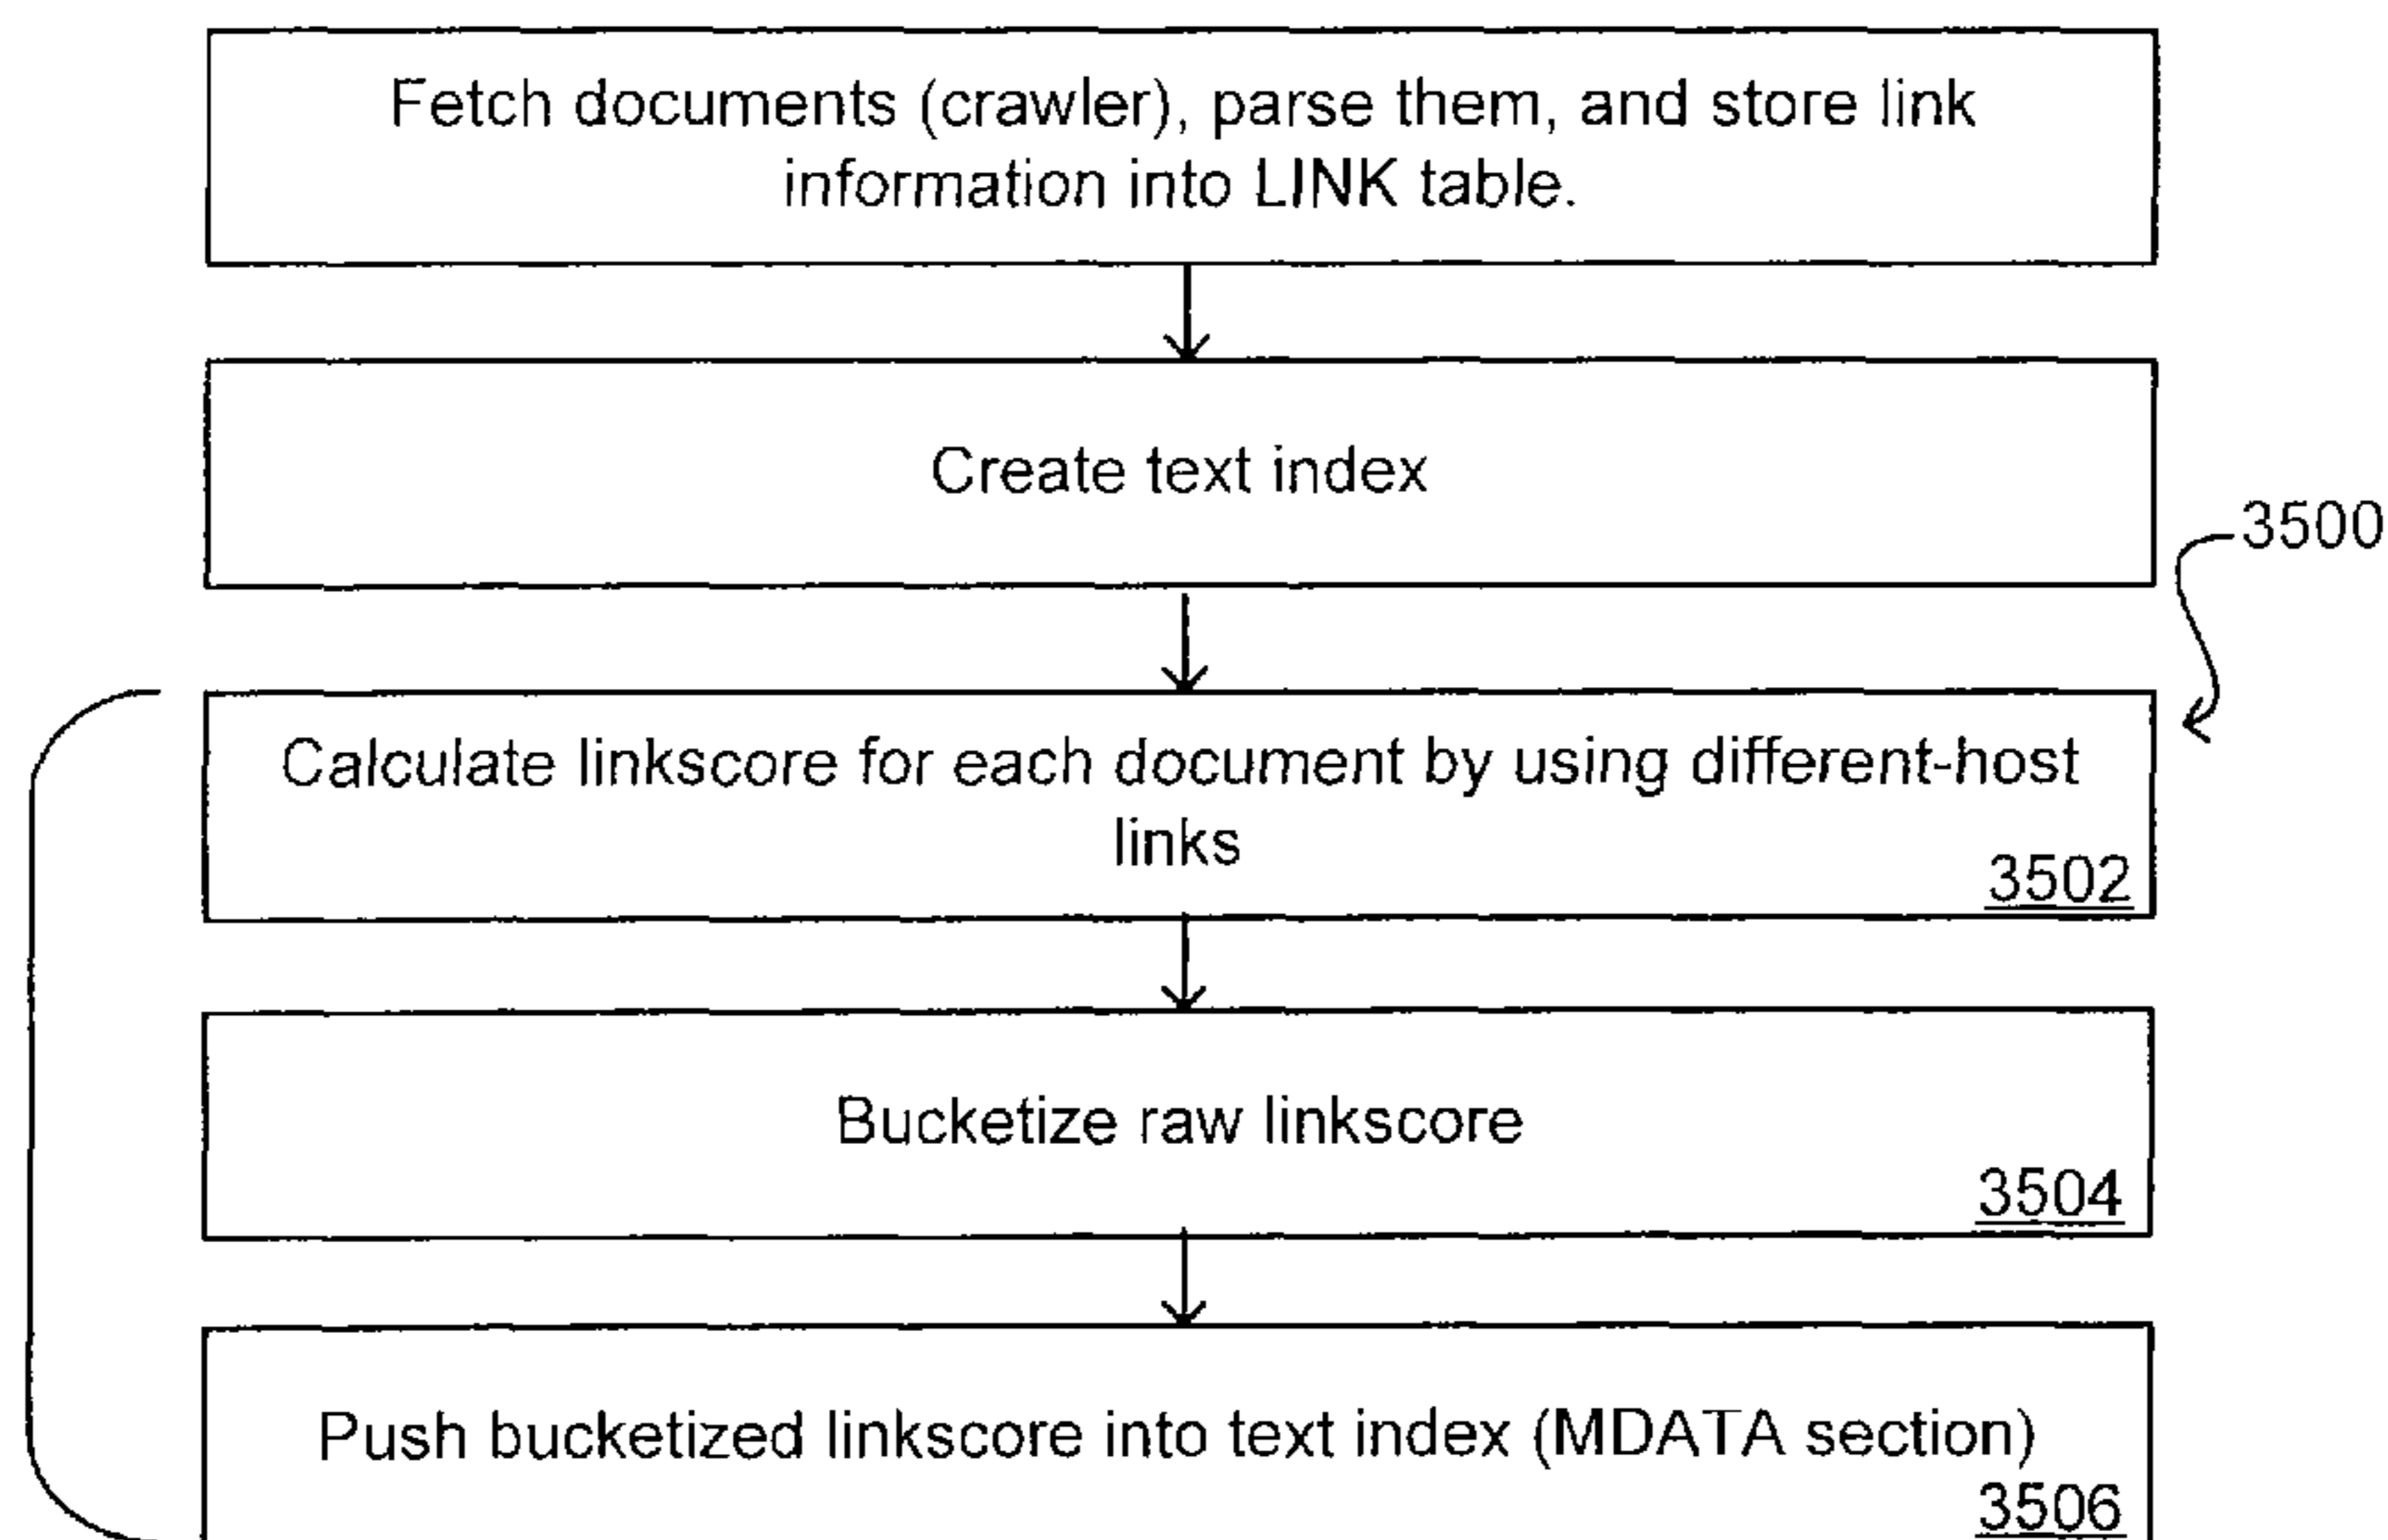 Fetch documents (crawler), parse them, and store link
information into LINK table.
Create text index
3500
Calculate linkscore for each document by using different-host
links
3502
Bucketize raw linkscore
3504
Push bucketized linkscore into text index (MDATA section)
3506